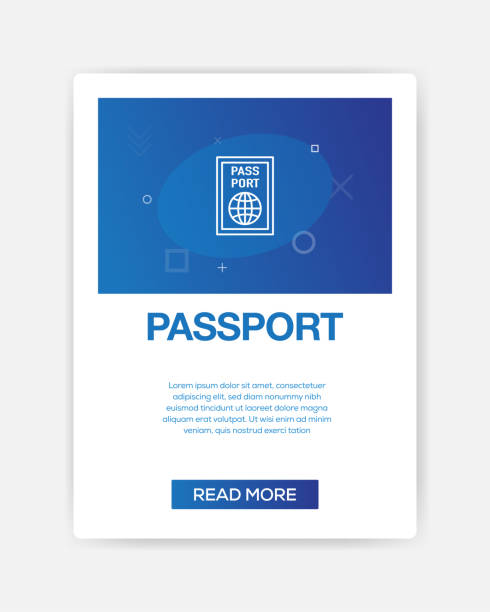 PASS
PORT
PASSPORT
Lorem ipsum dolor sit amet, consectetuer
adipiscing elit, sed diam nonummy nibh
euismod tincidunt ut laoreet dolore magna
aliquam erat volutpat. Ut wisi enim ad minim
veniam, quis nostrud exerci tation
READ MORE